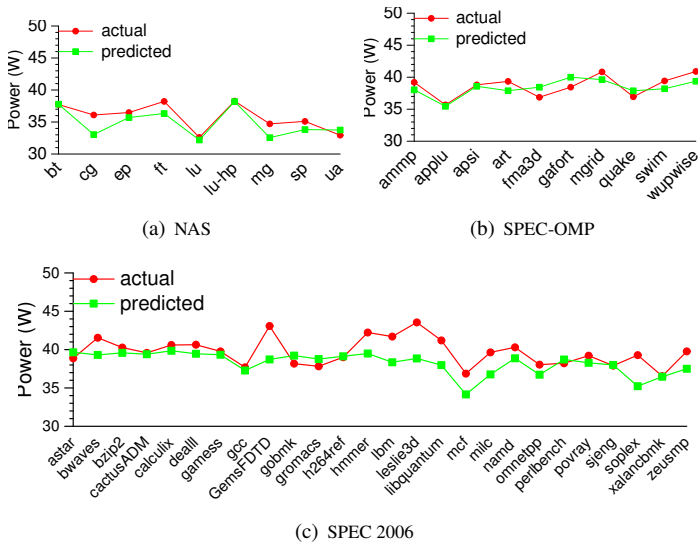 actual
predicted
Power (W)
50
45
40
35
30
bt
cg
ep
ft
lu
lu-hp
mg
sp
ua
(a) NAS
actual
predicted
Power (W)
50
45
40
35
30
ammp
applu
apsi
art
fma3d
gafort
mgrid
quake
swim
wupwise
(b) SPEC-OMP
actual
predicted
Power (W)
50
45
40
35
30
astar
bwaves
bzip2
cactusADM
calculix
dealII
gamess
gcc
GemsFDTD
gobmk
gromacs
h264ref
hmmer
lbm
leslie3d
libquantum
mcf
milc
namd
omnetpp
perlbench
povray
sjeng
soplex
xalancbmk
zeusmp
(c) SPEC 2006